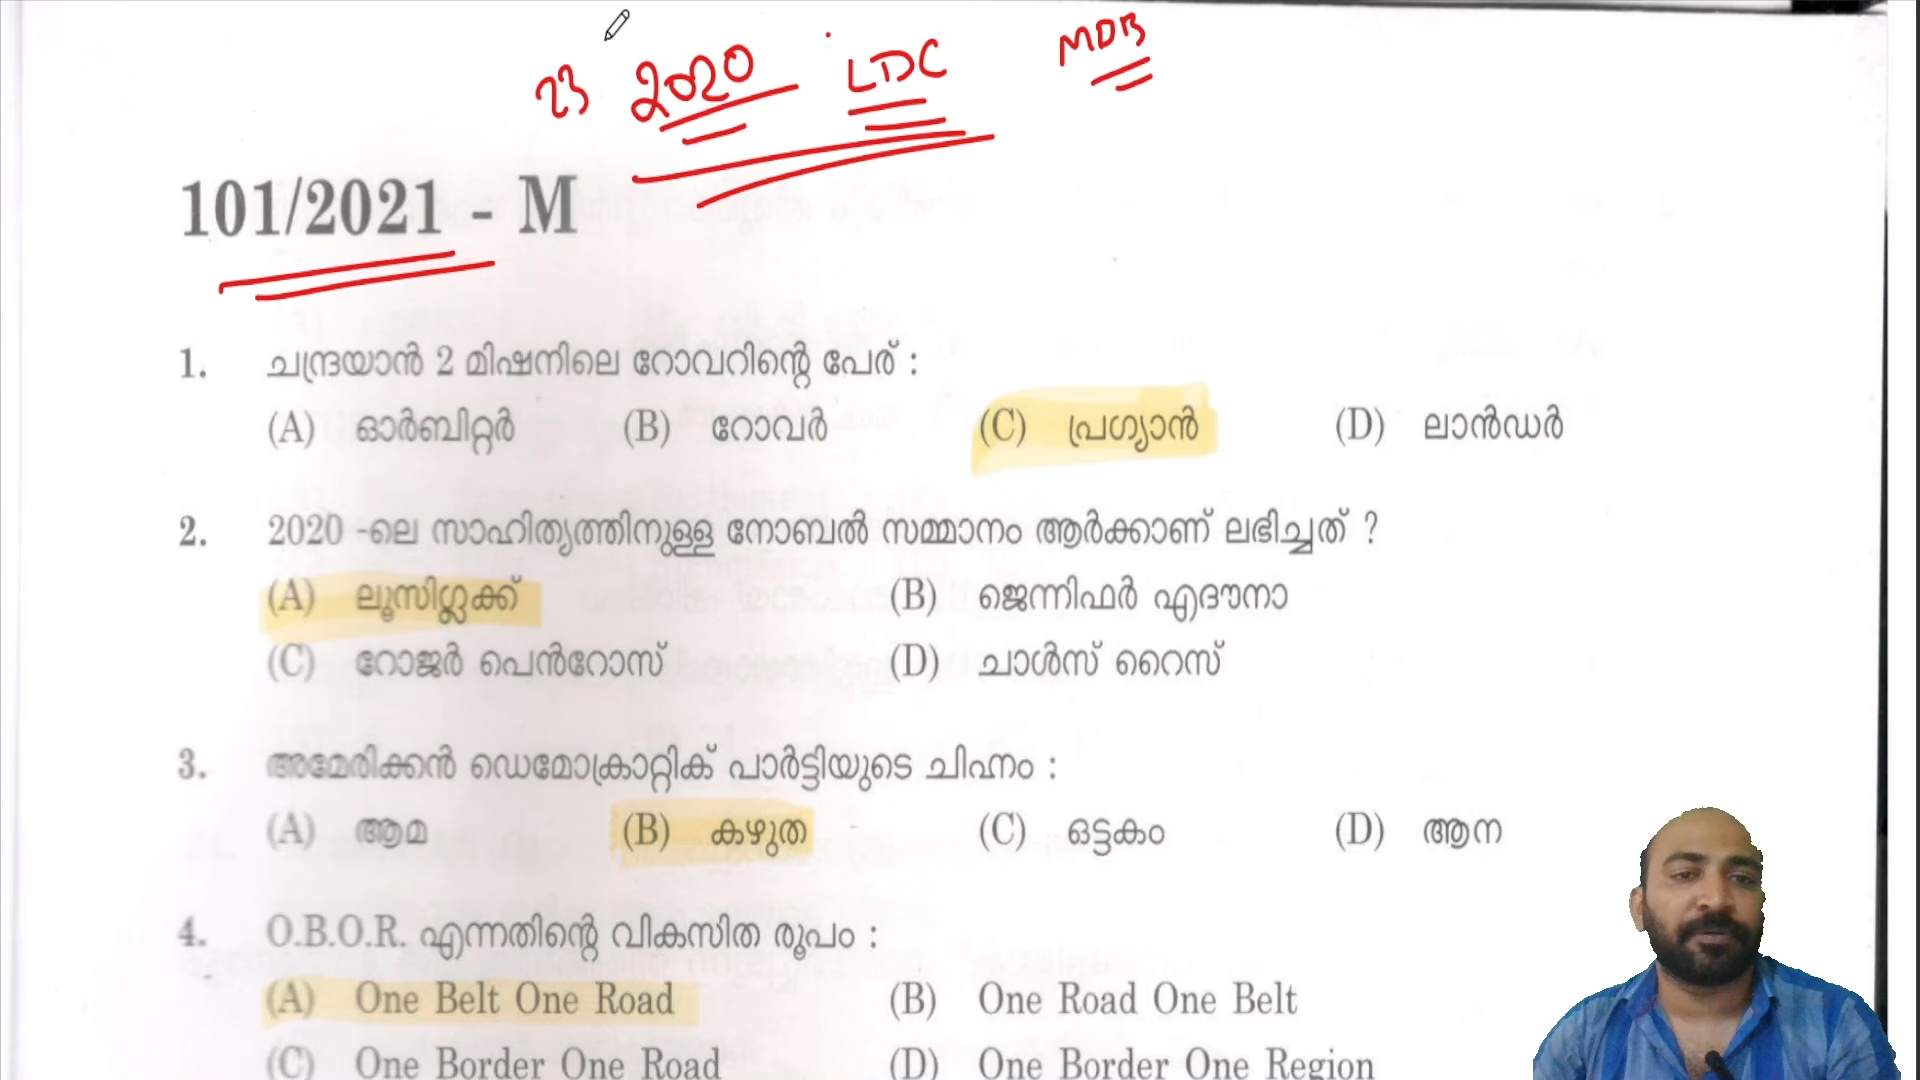 23 2020 LDC MDB
101/2021 - M
1. ചന്ദ്രയാൻ 2 മിഷനിലെ റോവറിന്റെ പേര് :
(A) ഓർബിറ്റർ (B) റോവർ (C) പ്രഗ്യാൻ (D) ലാൻഡർ
2. 2020 -ലെ സാഹിത്യത്തിനുള്ള നോബൽ സമ്മാനം ആർക്കാണ് ലഭിച്ചത് ?
(A) ലൂസിഗ്ലക്ക് (B) ജെന്നിഫർ എദൗനാ
(C) റോജർ പെൻറോസ് (D) ചാൾസ് റൈസ്
3. അമേരിക്കൻ ഡെമോക്രാറ്റിക് പാർട്ടിയുടെ ചിഹ്നം :
(A) ആമ (B) കഴുത (C) ഒട്ടകം (D) ആന
4. O.B.O.R. എന്നതിന്റെ വികസിത രൂപം :
(A) One Belt One Road (B) One Road One Belt
(C) One Border One Road (D) One Border One Region